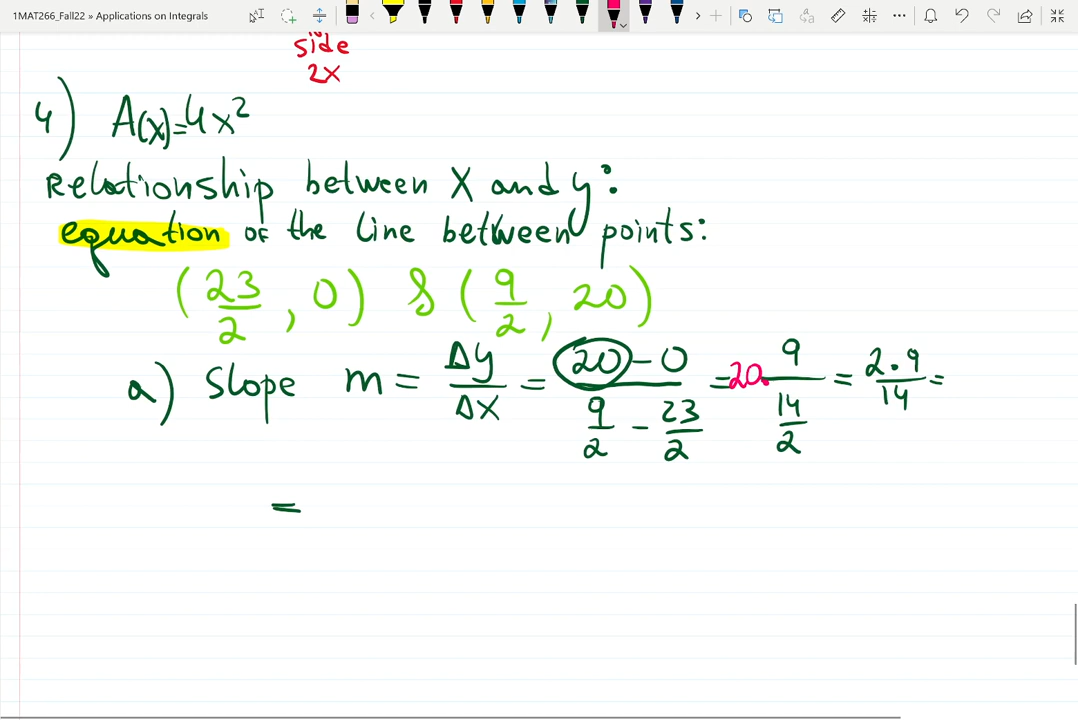 1MAT266_Fall22 » Applications on Integrals
side
2x
4) A(x)=4x²
Relationship between X and y:
equation of the line between points:
(23/2, 0) & (9/2, 20)
a) Slope m = Δy/Δx = (20 - 0)/(9/2 - 23/2) = 20. 9/(14/2) = 2.9/14 =
=